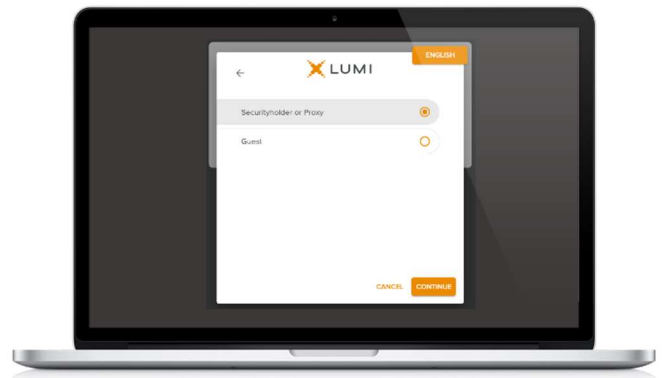 ENGLISH
LUMI
Securityholder or Proxy
Guest
CANCEL
CONTINUE